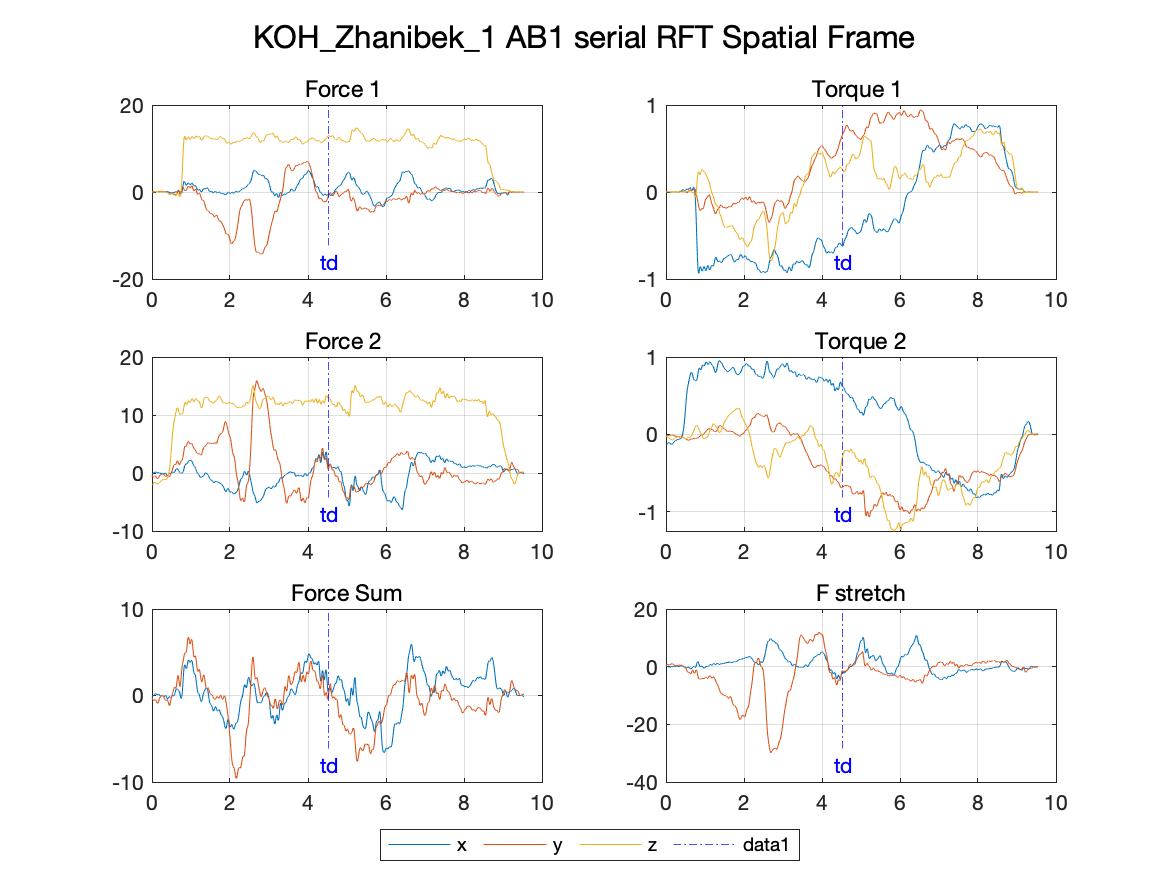 KOH_Zhanibek_1 AB1 serial RFT Spatial Frame
Force 1
20
0
-20
td
0 2 4 6 8 10
Torque 1
1
0
-1
td
0 2 4 6 8 10
Force 2
20
10
0
-10
td
0 2 4 6 8 10
Torque 2
1
0
-1
td
0 2 4 6 8 10
Force Sum
10
0
-10
td
0 2 4 6 8 10
F stretch
20
0
-20
-40
td
0 2 4 6 8 10
x y z data1